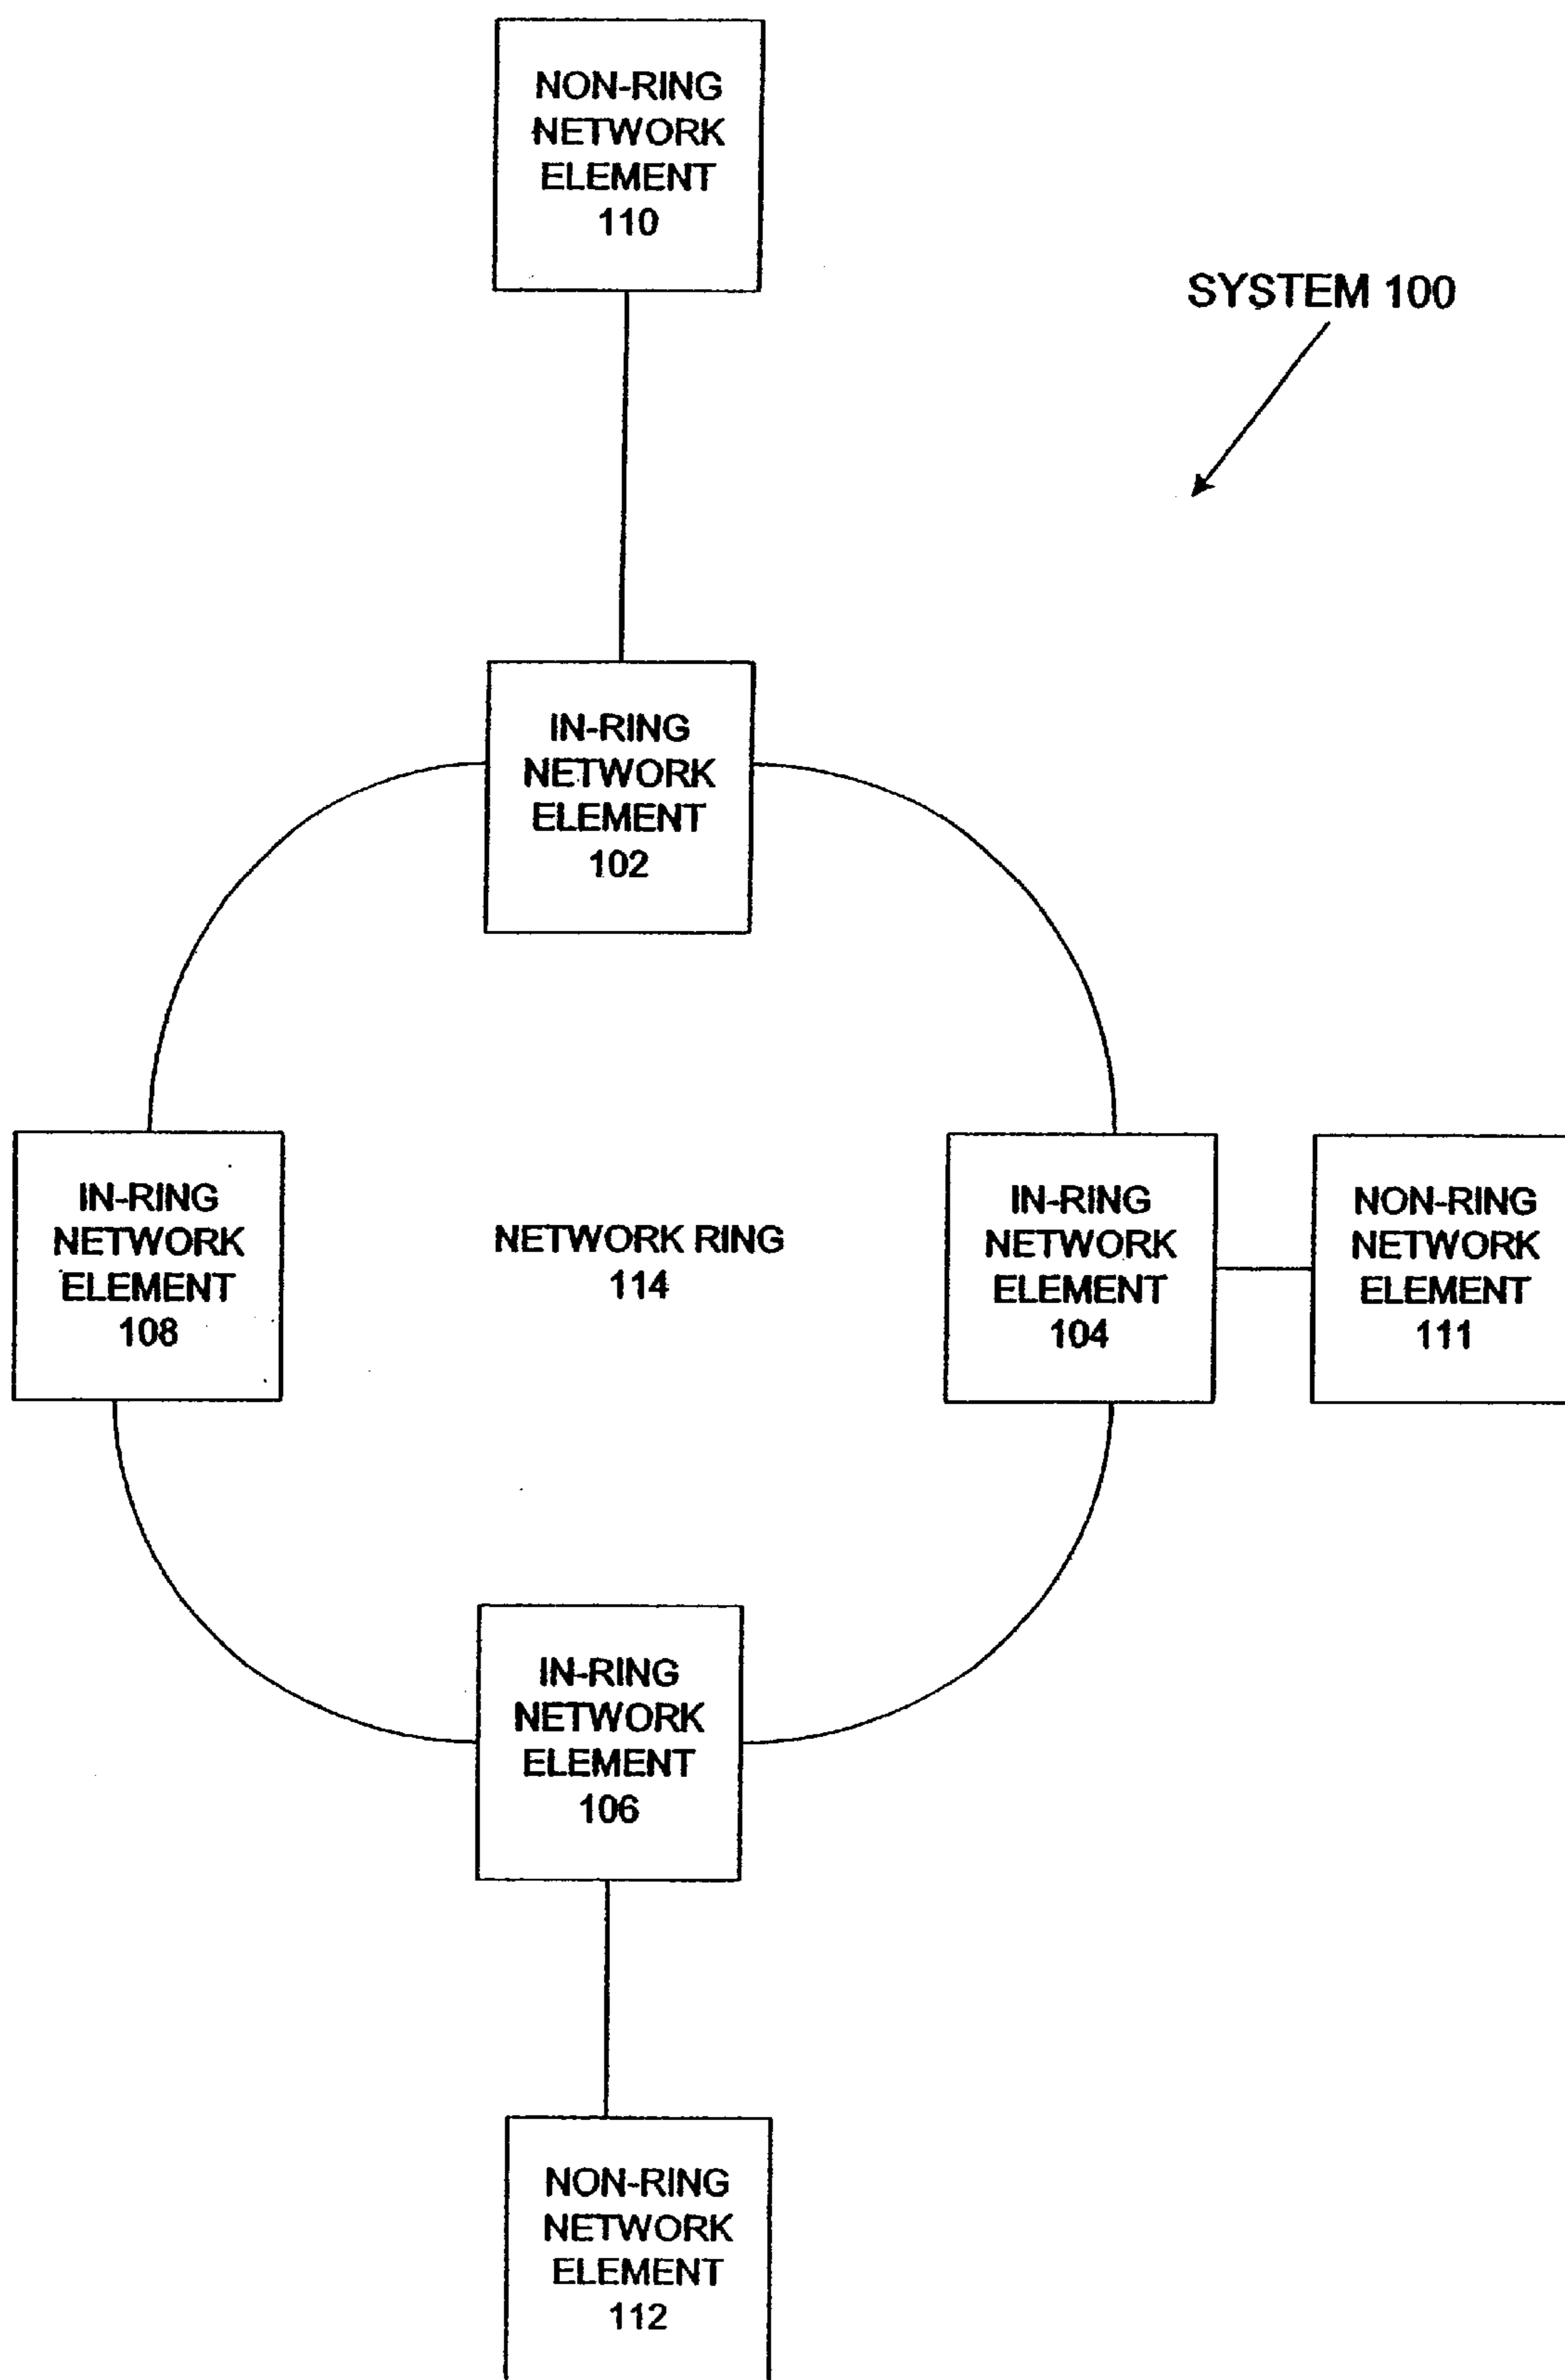 NON-RING
NETWORK
ELEMENT
110
SYSTEM 100
IN-RING
NETWORK
ELEMENT
102
IN-RING
NETWORK
ELEMENT
108
NETWORK RING
114
IN-RING
NETWORK
ELEMENT
104
NON-RING
NETWORK
ELEMENT
111
IN-RING
NETWORK
ELEMENT
106
NON-RING
NETWORK
ELEMENT
112